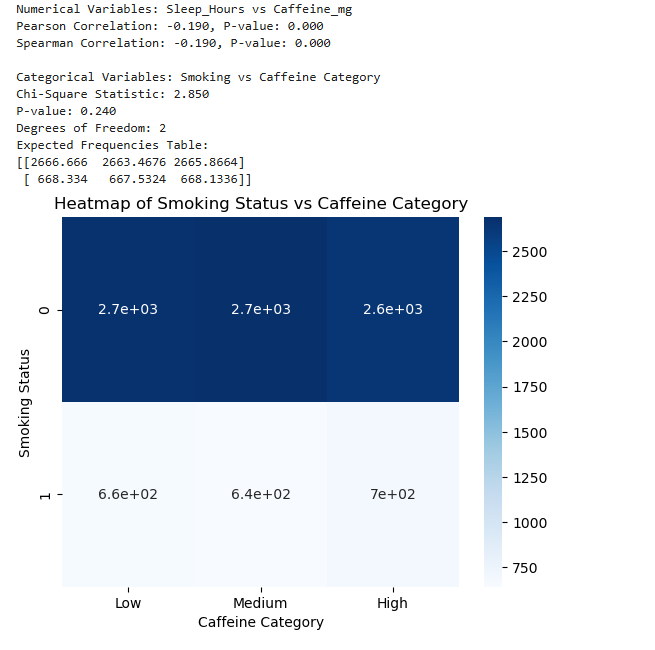 Numerical Variables: Sleep_Hours vs Caffeine_mg
Pearson Correlation: -0.190, P-value: 0.000
Spearman Correlation: -0.190, P-value: 0.000
Categorical Variables: Smoking vs Caffeine Category
Chi-Square Statistic: 2.850
P-value: 0.240
Degrees of Freedom: 2
Expected Frequencies Table:
[[2666.666  2663.4676 2665.8664]
 [ 668.334   667.5324  668.1336]]
Heatmap of Smoking Status vs Caffeine Category
Smoking Status
0
2.7e+03 2.7e+03 2.6e+03
1
6.6e+02 6.4e+02 7e+02
Low Medium High
Caffeine Category
2500
2250
2000
1750
1500
1250
1000
750